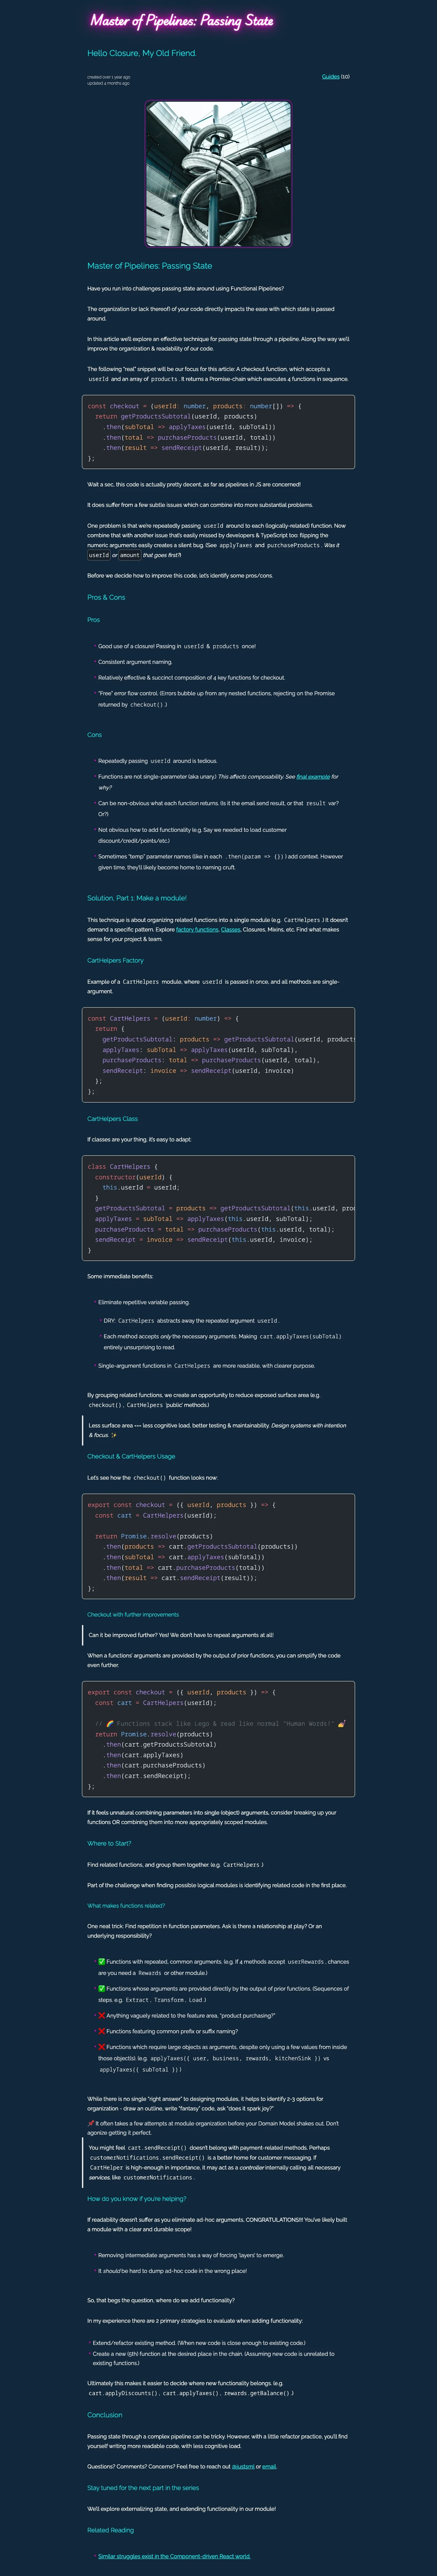 Master of Pipelines: Passing State
Hello Closure, My Old Friend.
created over 1 year ago
updated 4 months ago
Guides (10)
Master of Pipelines: Passing State
Have you run into challenges passing state around using Functional Pipelines?
The organization (or lack thereof) of your code directly impacts the ease with which state is passed
around.
In this article we'll explore an effective technique for passing state through a pipeline. Along the way we'll
improve the organization & readability of our code.
The following "real" snippet will be our focus for this article: A checkout function, which accepts a
userId and an array of products. It returns a Promise-chain which executes 4 functions in sequence.
const checkout = (userId: number, products: number[]) => {
  return getProductsSubtotal(userId, products)
    .then(subTotal => applyTaxes(userId, subTotal))
    .then(total => purchaseProducts(userId, total))
    .then(result => sendReceipt(userId, result));
};
Wait a sec, this code is actually pretty decent, as far as pipelines in JS are concerned!
It does suffer from a few subtle issues which can combine into more substantial problems.
One problem is that we're repeatedly passing userId around to each (logically-related) function. Now
combine that with another issue that's easily missed by developers & TypeScript too: flipping the
numeric arguments easily creates a silent bug. (See applyTaxes and purchaseProducts. Was it
userId or amount that goes first?)
Before we decide how to improve this code, let's identify some pros/cons.
Pros & Cons
Pros
Good use of a closure! Passing in userId & products once!
Consistent argument naming.
Relatively effective & succinct composition of 4 key functions for checkout.
"Free" error flow control. (Errors bubble up from any nested functions, rejecting on the Promise
returned by checkout().)
Cons
Repeatedly passing userId around is tedious.
Functions are not single-parameter (aka unary.) This affects composability. See final example for
why?
Can be non-obvious what each function returns. (Is it the email send result, or that result var?
Or?)
Not obvious how to add functionality (e.g. Say we needed to load customer
discount/credit/points/etc.)
Sometimes "temp" parameter names (like in each .then(param => {})) add context. However
given time, they'll likely become home to naming cruft.
Solution, Part 1: Make a module!
This technique is about organizing related functions into a single module (e.g. CartHelpers.) It doesn't
demand a specific pattern. Explore factory functions, Classes, Closures, Mixins, etc. Find what makes
sense for your project & team.
CartHelpers Factory
Example of a CartHelpers module, where userId is passed in once, and all methods are single-
argument.
const CartHelpers = (userId: number) => {
  return {
    getProductsSubtotal: products => getProductsSubtotal(userId, products
    applyTaxes: subTotal => applyTaxes(userId, subTotal),
    purchaseProducts: total => purchaseProducts(userId, total),
    sendReceipt: invoice => sendReceipt(userId, invoice)
  };
};
CartHelpers Class
If classes are your thing, it's easy to adapt:
class CartHelpers {
  constructor(userId) {
    this.userId = userId;
  }
  getProductsSubtotal = products => getProductsSubtotal(this.userId, prod
  applyTaxes = subTotal => applyTaxes(this.userId, subTotal);
  purchaseProducts = total => purchaseProducts(this.userId, total);
  sendReceipt = invoice => sendReceipt(this.userId, invoice);
}
Some immediate benefits:
Eliminate repetitive variable passing.
DRY: CartHelpers abstracts away the repeated argument userId.
Each method accepts only the necessary arguments. Making cart.applyTaxes(subTotal)
entirely unsurprising to read.
Single-argument functions in CartHelpers are more readable, with clearer purpose.
By grouping related functions, we create an opportunity to reduce exposed surface area (e.g.
checkout(), CartHelpers 'public' methods.)
Less surface area === less cognitive load, better testing & maintainability. Design systems with intention
& focus. ✨
Checkout & CartHelpers Usage
Let's see how the checkout() function looks now:
export const checkout = ({ userId, products }) => {
  const cart = CartHelpers(userId);
  return Promise.resolve(products)
    .then(products => cart.getProductsSubtotal(products))
    .then(subTotal => cart.applyTaxes(subTotal))
    .then(total => cart.purchaseProducts(total))
    .then(result => cart.sendReceipt(result));
};
Checkout with further improvements
Can it be improved further? Yes! We don't have to repeat arguments at all!
When a functions' arguments are provided by the output of prior functions, you can simplify the code
even further.
export const checkout = ({ userId, products }) => {
  const cart = CartHelpers(userId);
  // 🌈 Functions stack like Lego & read like normal "Human Words!" 💅
  return Promise.resolve(products)
    .then(cart.getProductsSubtotal)
    .then(cart.applyTaxes)
    .then(cart.purchaseProducts)
    .then(cart.sendReceipt);
};
If it feels unnatural combining parameters into single (object) arguments, consider breaking up your
functions OR combining them into more appropriately scoped modules.
Where to Start?
Find related functions, and group them together. (e.g. CartHelpers.)
Part of the challenge when finding possible logical modules is identifying related code in the first place.
What makes functions related?
One neat trick: Find repetition in function parameters. Ask is there a relationship at play? Or an
underlying responsibility?
✅ Functions with repeated, common arguments. (e.g. If 4 methods accept userRewards, chances
are you need a Rewards or other module.)
✅ Functions whose arguments are provided directly by the output of prior functions. (Sequences of
steps. e.g. Extract, Transform, Load.)
❌ Anything vaguely related to the feature area, "product purchasing?"
❌ Functions featuring common prefix or suffix naming?
❌ Functions which require large objects as arguments, despite only using a few values from inside
those object(s). (e.g. applyTaxes({ user, business, rewards, kitchenSink }) vs
applyTaxes({ subTotal }))
While there is no single "right answer" to designing modules, it helps to identify 2-3 options for
organization - draw an outline, write "fantasy" code, ask "does it spark joy?"
📌 It often takes a few attempts at module organization before your Domain Model shakes out. Don't
agonize getting it perfect.
You might feel cart.sendReceipt() doesn't belong with payment-related methods. Perhaps
customerNotifications.sendReceipt() is a better home for customer messaging. If
CartHelper is high-enough in importance, it may act as a controller internally calling all necessary
services, like customerNotifications.
How do you know if you're helping?
If readability doesn't suffer as you eliminate ad-hoc arguments, CONGRATULATIONS!!! You've likely built
a module with a clear and durable scope!
Removing intermediate arguments has a way of forcing 'layers' to emerge.
It should be hard to dump ad-hoc code in the wrong place!
So, that begs the question, where do we add functionality?
In my experience there are 2 primary strategies to evaluate when adding functionality:
Extend/refactor existing method. (When new code is close enough to existing code.)
Create a new (5th) function at the desired place in the chain. (Assuming new code is unrelated to
existing functions.)
Ultimately this makes it easier to decide where new functionality belongs. (e.g.
cart.applyDiscounts(), cart.applyTaxes(), rewards.getBalance().)
Conclusion
Passing state through a complex pipeline can be tricky. However, with a little refactor practice, you'll find
yourself writing more readable code, with less cognitive load.
Questions? Comments? Concerns? Feel free to reach out @justsml or email.
Stay tuned for the next part in the series
We'll explore externalizing state, and extending functionality in our module!
Related Reading
Similar struggles exist in the Component-driven React world.